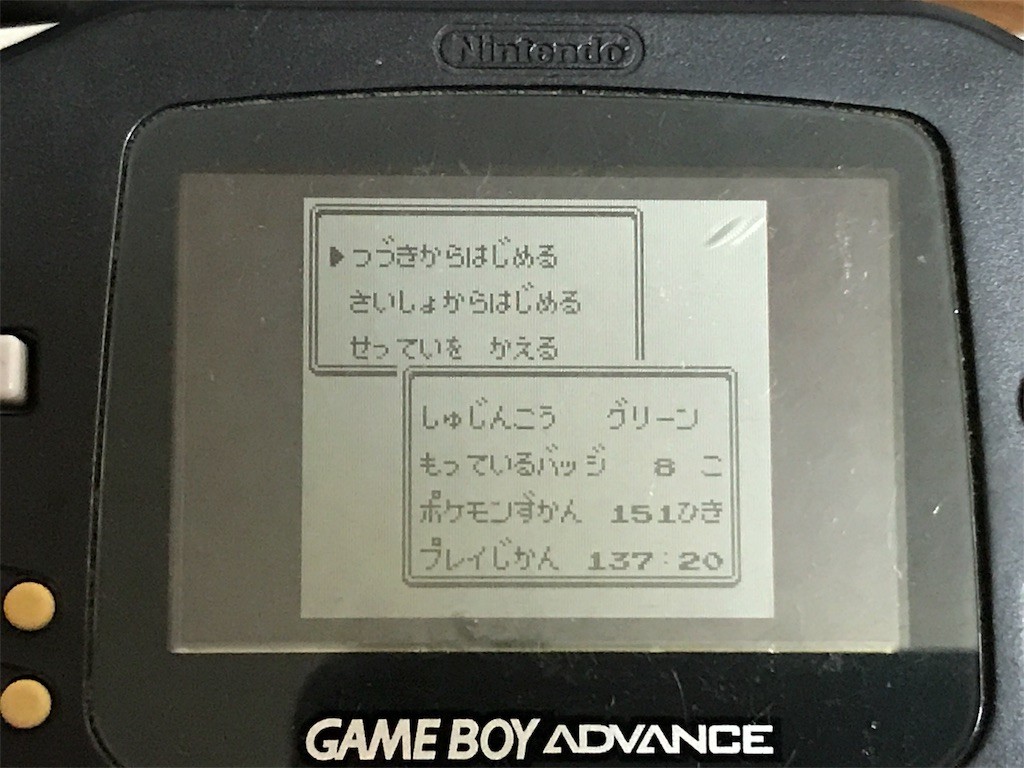 Nintendo
▶つづきからはじめる
さいしょからはじめる
せっていを かえる
しゅじんこう グリーン
もっているバッジ 8 こ
ポケモンずかん 151ひき
プレイじかん 137:20
GAME BOY ADVANCE